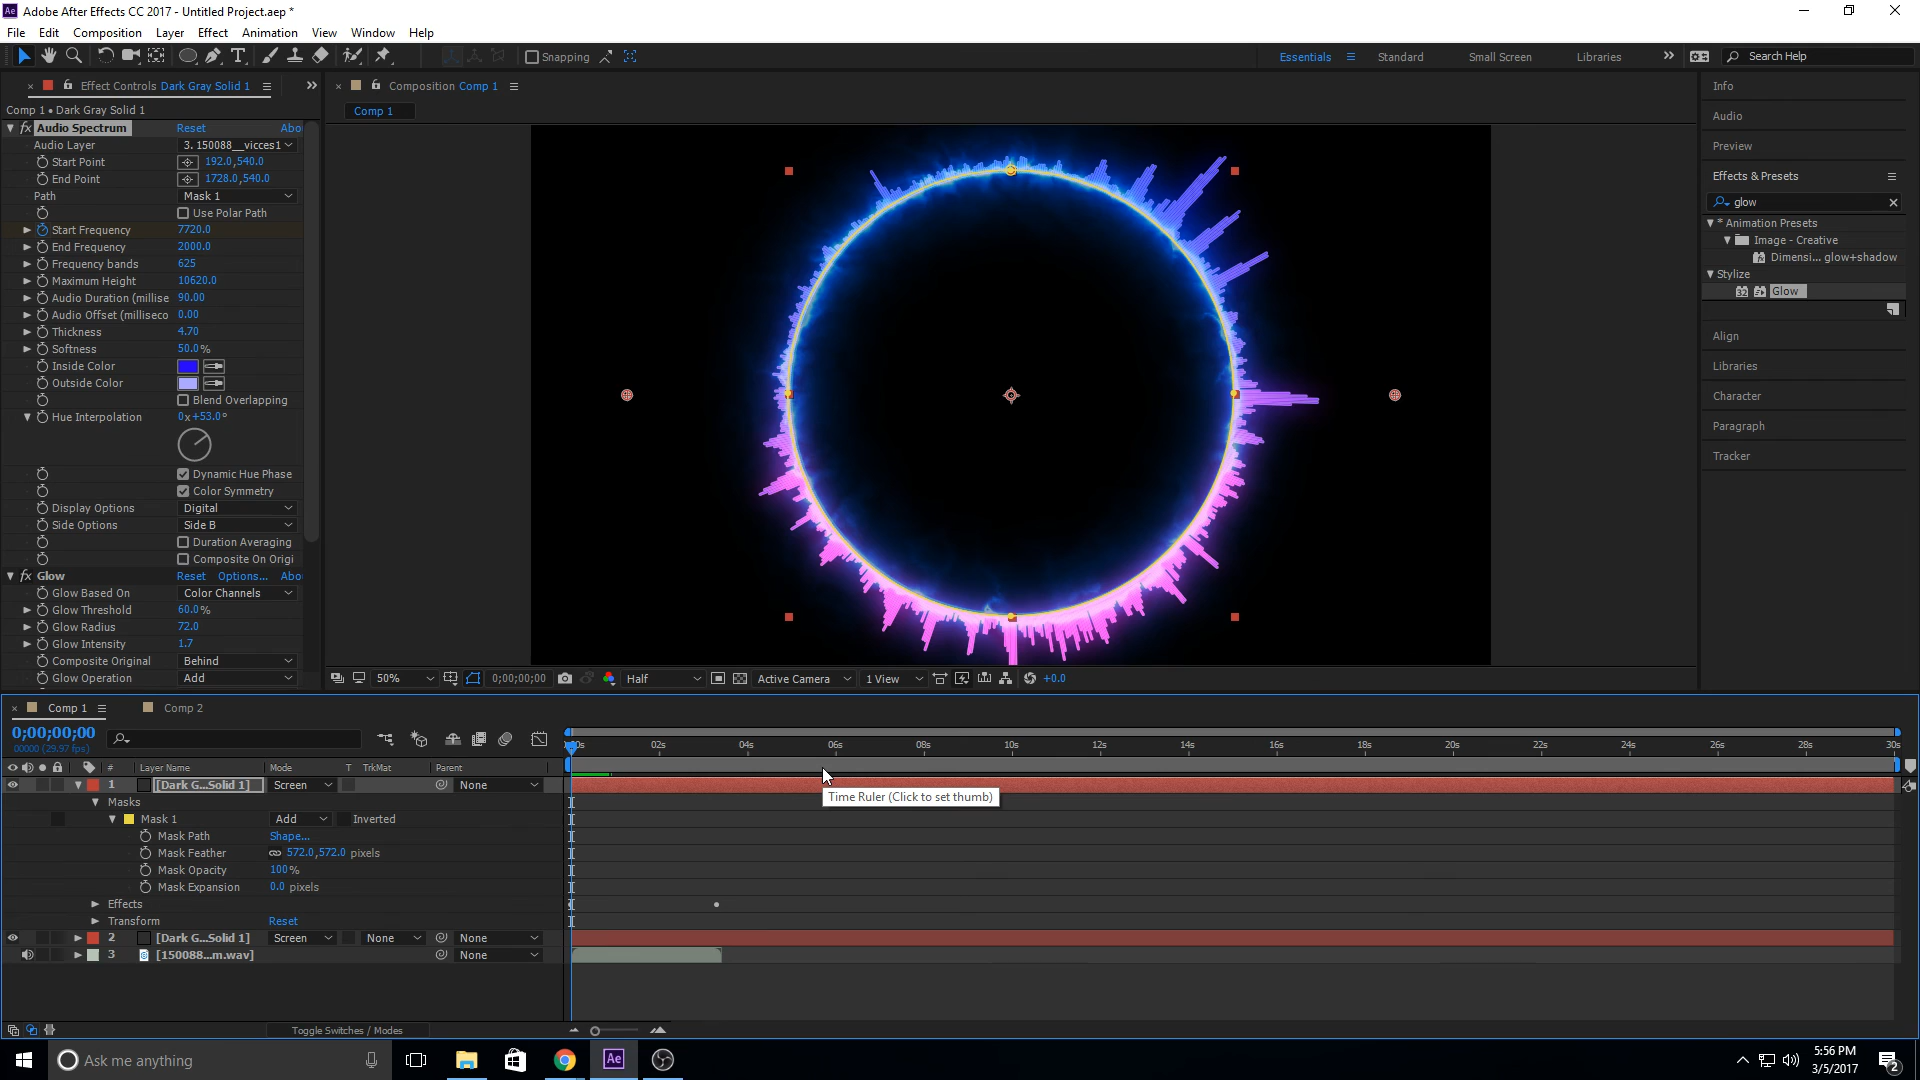 Adobe After Effects CC 2017 - Untitled Project.aep *
File Edit Composition Layer Effect Animation View Window Help
Snapping
Essentials Standard Small Screen Libraries Search Help
Effect Controls Dark Gray Solid 1
Comp 1 • Dark Gray Solid 1
Audio Spectrum Reset Abo
Audio Layer 3. 150088__vicces1
Start Point 192.0,540.0
End Point 1728.0,540.0
Path Mask 1
Use Polar Path
Start Frequency 7720.0
End Frequency 2000.0
Frequency bands 625
Maximum Height 10620.0
Audio Duration (millise 90.00
Audio Offset (milliseco 0.00
Thickness 4.70
Softness 50.0%
Inside Color
Outside Color
Blend Overlapping
Hue Interpolation 0x+53.0°
Dynamic Hue Phase
Color Symmetry
Display Options Digital
Side Options Side B
Duration Averaging
Composite On Origi
Glow Reset Options... Abo
Glow Based On Color Channels
Glow Threshold 60.0%
Glow Radius 72.0
Glow Intensity 1.7
Composite Original Behind
Glow Operation Add
Composition Comp 1
Comp 1
50% 0;00;00;00 Half Active Camera 1 View +0.0
Info
Audio
Preview
Effects & Presets
glow
* Animation Presets
Image - Creative
Dimensi... glow+shadow
Stylize
32 Glow
Align
Libraries
Brushes
Character
Paragraph
Tracker
Comp 1 Comp 2
0;00;00;00
00000 (29.97 fps)
00s 02s 04s 06s 08s 10s 12s 14s 16s 18s 20s 22s 24s 26s 28s 30s
# Layer Name Mode T TrkMat Parent
1 [Dark G...Solid 1] Screen None
Time Ruler (Click to set thumb)
Masks
Mask 1 Add Inverted
Mask Path Shape...
Mask Feather 572.0,572.0 pixels
Mask Opacity 100%
Mask Expansion 0.0 pixels
Effects
Transform Reset
2 [Dark G...Solid 1] Screen None None
3 [150088...m.wav] None
Toggle Switches / Modes
Ask me anything
Ae
5:56 PM
3/5/2017
2